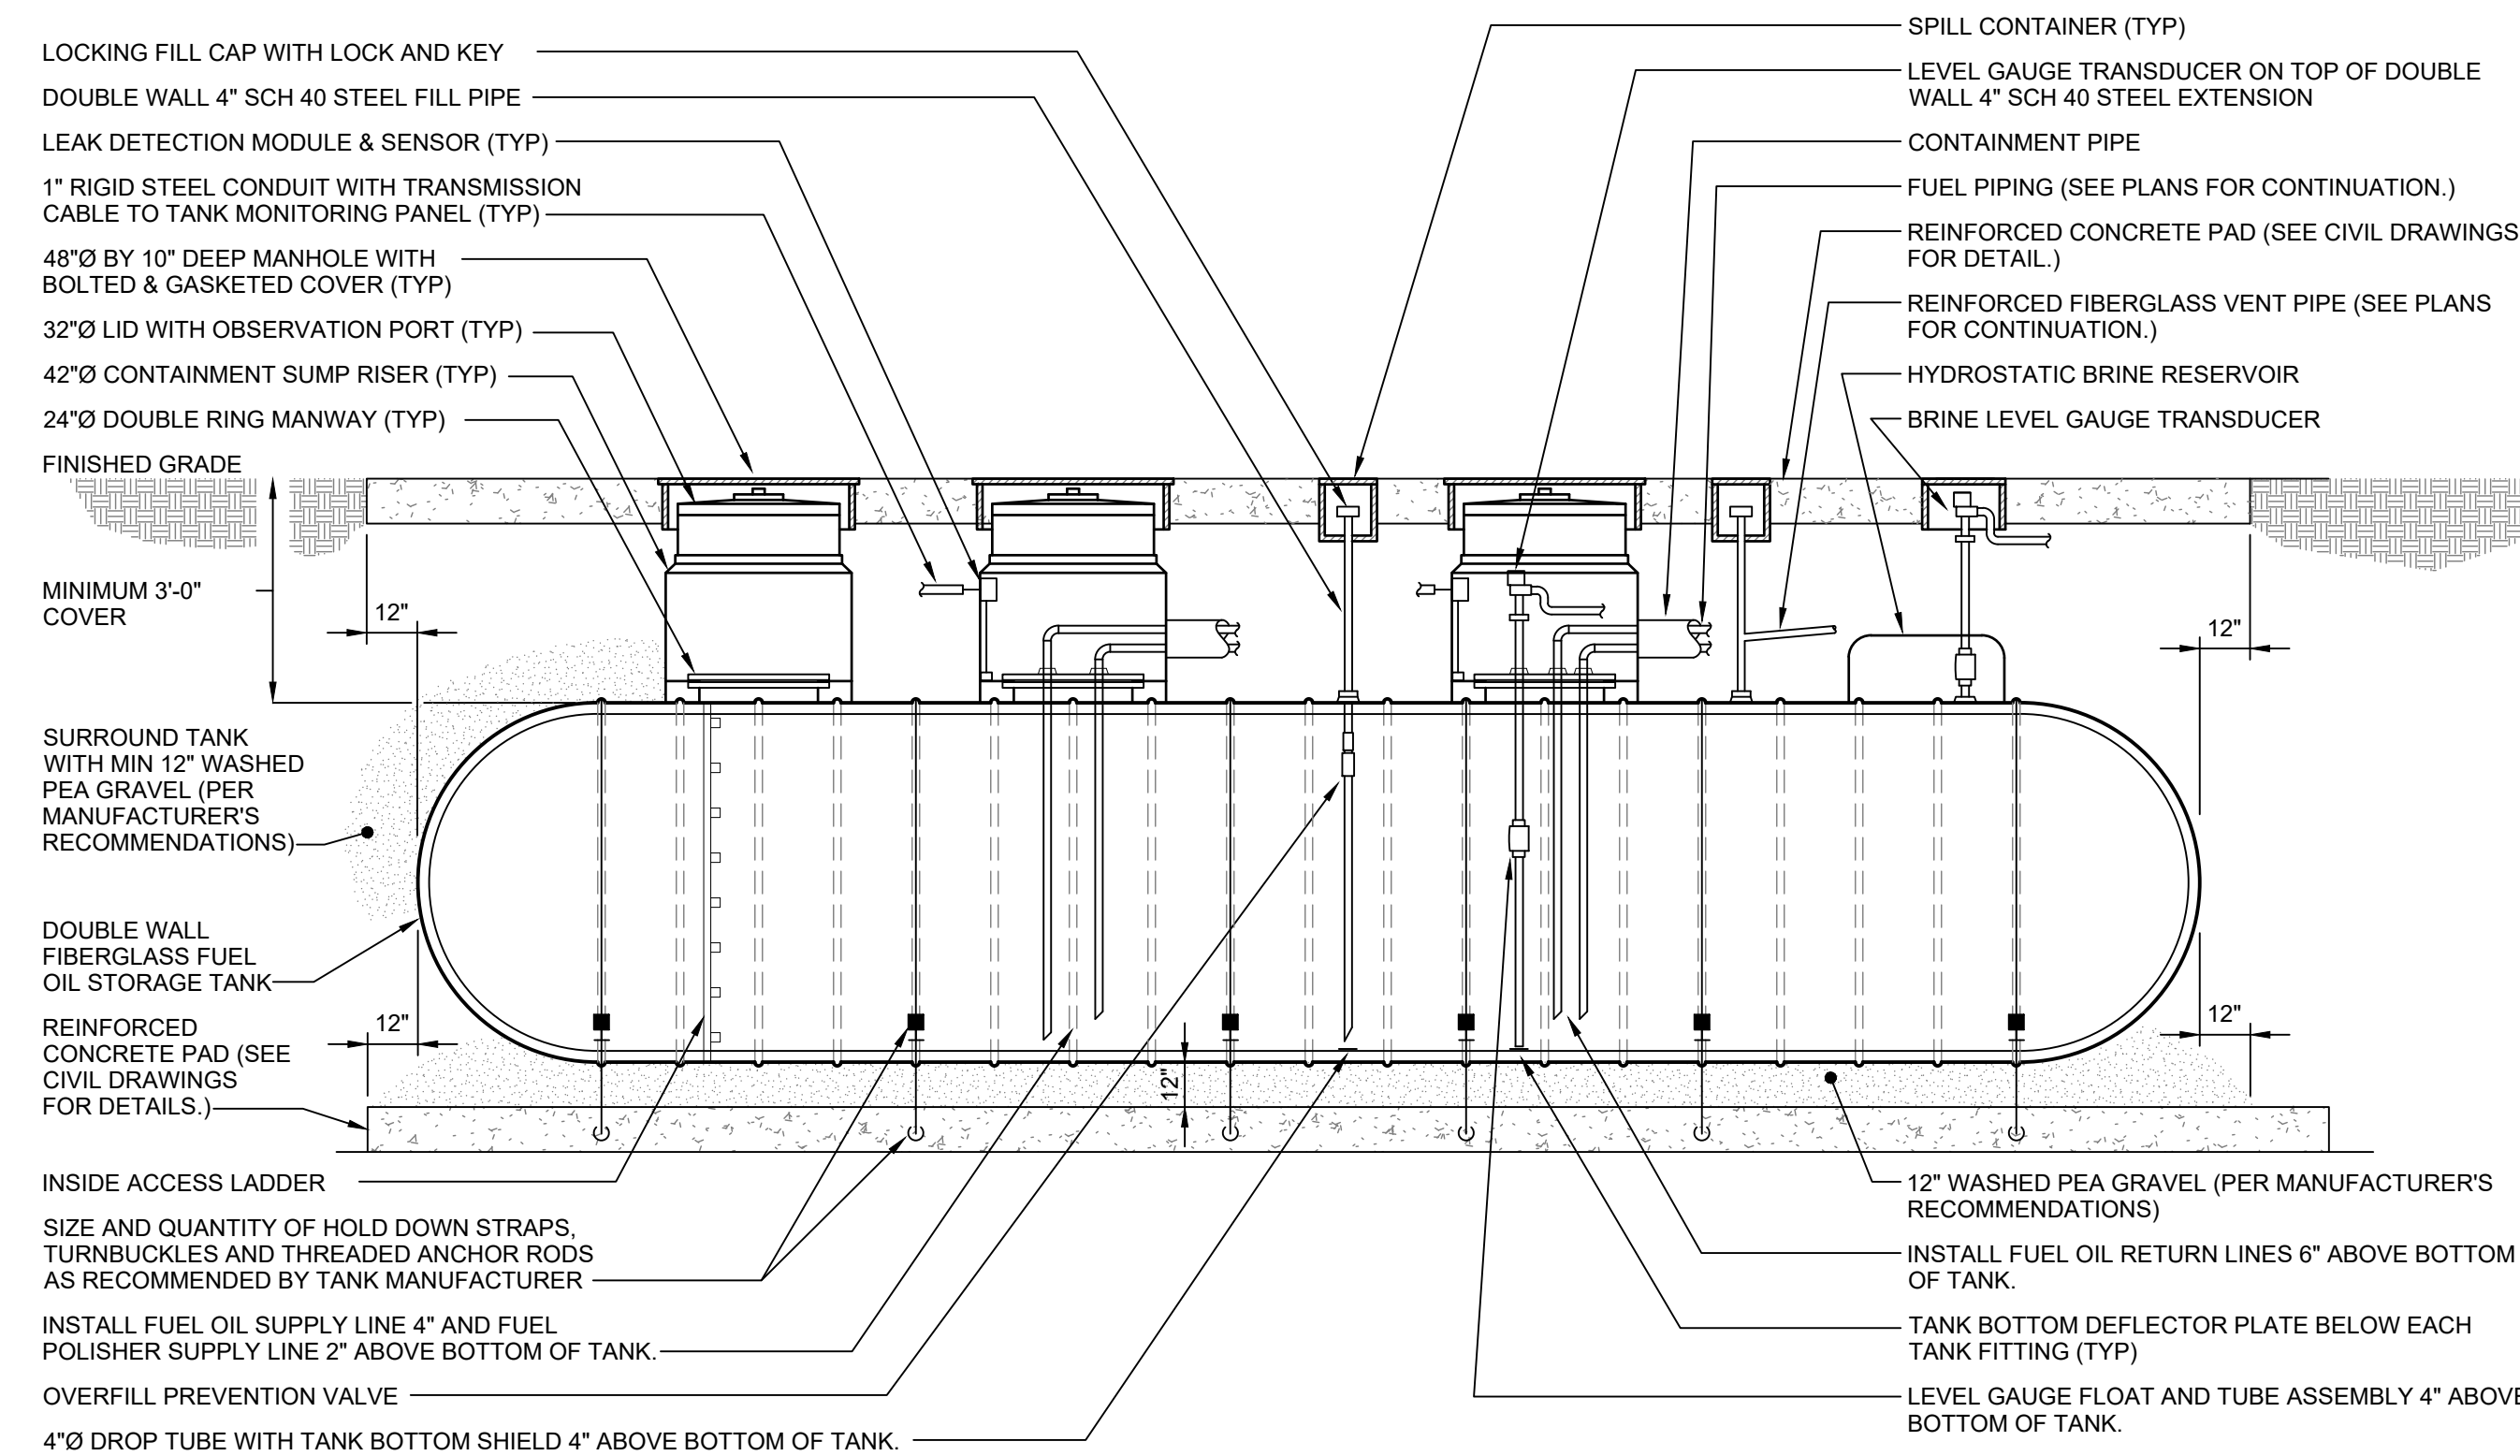 LOCKING FILL CAP WITH LOCK AND KEY
DOUBLE WALL 4" SCH 40 STEEL FILL PIPE
LEAK DETECTION MODULE & SENSOR (TYP)
1" RIGID STEEL CONDUIT WITH TRANSMISSION
CABLE TO TANK MONITORING PANEL (TYP)
48"Ø BY 10" DEEP MANHOLE WITH
BOLTED & GASKETED COVER (TYP)
32"Ø LID WITH OBSERVATION PORT (TYP)
42"Ø CONTAINMENT SUMP RISER (TYP)
24"Ø DOUBLE RING MANWAY (TYP)
FINISHED GRADE
MINIMUM 3'-0"
COVER
12"
SURROUND TANK
WITH MIN 12" WASHED
PEA GRAVEL (PER
MANUFACTURER'S
RECOMMENDATIONS)
DOUBLE WALL
FIBERGLASS FUEL
OIL STORAGE TANK
12"
REINFORCED
CONCRETE PAD (SEE
CIVIL DRAWINGS
FOR DETAILS.)
INSIDE ACCESS LADDER
SIZE AND QUANTITY OF HOLD DOWN STRAPS,
TURNBUCKLES AND THREADED ANCHOR RODS
AS RECOMMENDED BY TANK MANUFACTURER
INSTALL FUEL OIL SUPPLY LINE 4" AND FUEL
POLISHER SUPPLY LINE 2" ABOVE BOTTOM OF TANK.
OVERFILL PREVENTION VALVE
4"Ø DROP TUBE WITH TANK BOTTOM SHIELD 4" ABOVE BOTTOM OF TANK.
12"
SPILL CONTAINER (TYP)
LEVEL GAUGE TRANSDUCER ON TOP OF DOUBLE
WALL 4" SCH 40 STEEL EXTENSION
CONTAINMENT PIPE
FUEL PIPING (SEE PLANS FOR CONTINUATION.)
REINFORCED CONCRETE PAD (SEE CIVIL DRAWINGS
FOR DETAIL.)
REINFORCED FIBERGLASS VENT PIPE (SEE PLANS
FOR CONTINUATION.)
HYDROSTATIC BRINE RESERVOIR
BRINE LEVEL GAUGE TRANSDUCER
12"
12"
12" WASHED PEA GRAVEL (PER MANUFACTURER'S
RECOMMENDATIONS)
INSTALL FUEL OIL RETURN LINES 6" ABOVE BOTTOM
OF TANK.
TANK BOTTOM DEFLECTOR PLATE BELOW EACH
TANK FITTING (TYP)
LEVEL GAUGE FLOAT AND TUBE ASSEMBLY 4" ABOVE
BOTTOM OF TANK.